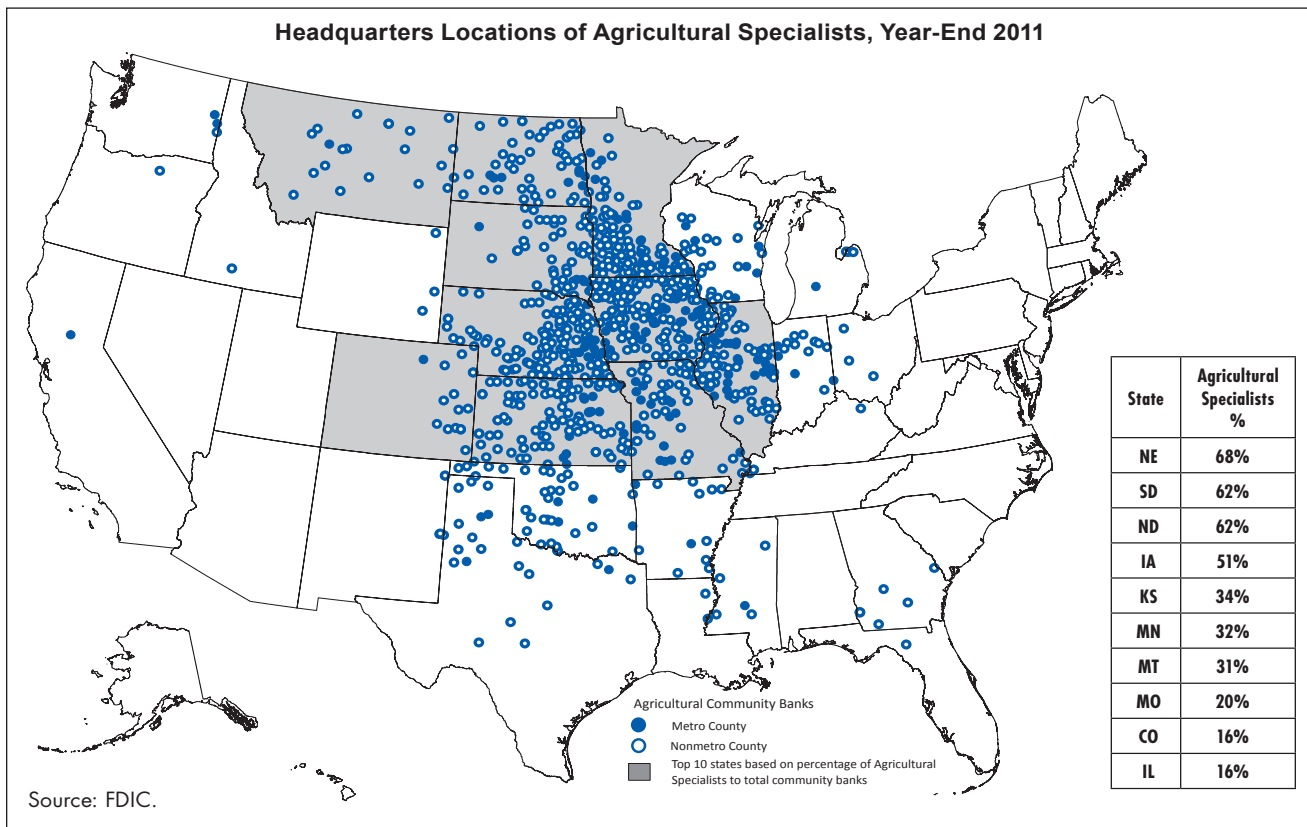 Headquarters Locations of Agricultural Specialists, Year-End 2011
State
Agricultural
Specialists
%
NE 68%
SD 62%
ND 62%
IA 51%
KS 34%
MN 32%
MT 31%
MO 20%
CO 16%
IL 16%
Agricultural Community Banks
Metro County
Nonmetro County
Top 10 states based on percentage of Agricultural
Specialists to total community banks
Source: FDIC.